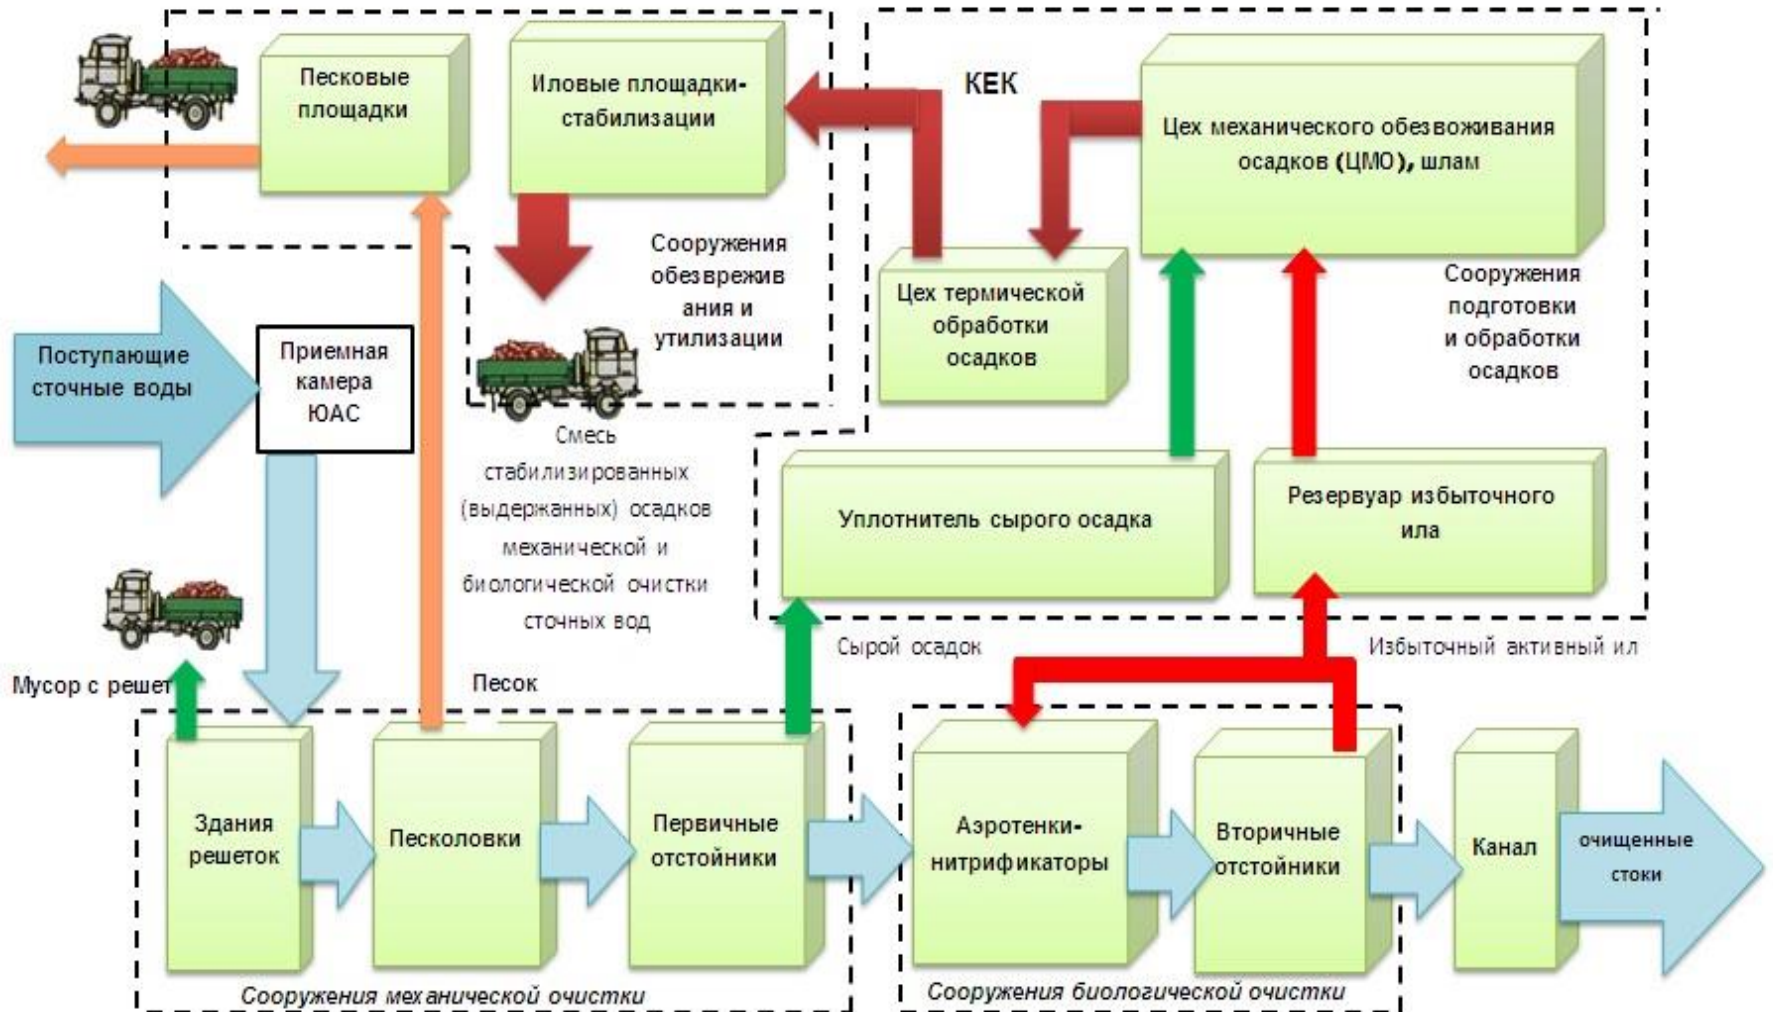 Песковые
площадки
Иловые площадки-
стабилизации
КЕК
Цех механического обезвоживания
осадков (ЦМО), шлам
Сооружения
обезврежив
ания и
утилизации
Цех термической
обработки
осадков
Сооружения
подготовки
и обработки
осадков
Поступающие
сточные воды
Приемная
камера
ЮАС
Смесь
стабилизированных
(выдержанных) осадков
механической и
биологической очистки
сточных вод
Уплотнитель сырого осадка
Резервуар избыточного
ила
Сырой осадок
Избыточный активный ил
Мусор с решет
Песок
Здания
решеток
Песколовки
Первичные
отстойники
Аэротенки-
нитрификаторы
Вторичные
отстойники
Канал
очищенные
стоки
Сооружения механической очистки
Сооружения биологической очистки